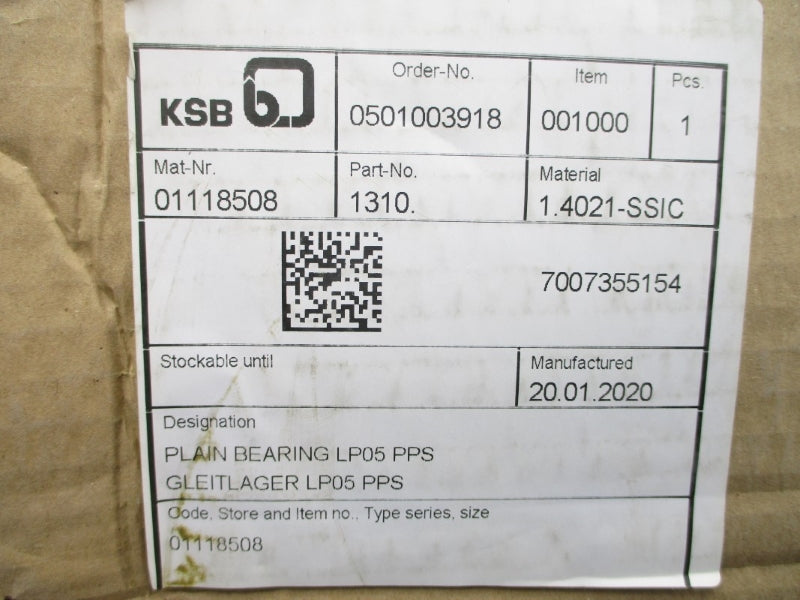 KSB
Order-No.
0501003918
Item
001000
Pcs.
1
Mat-Nr.
01118508
Part-No.
1310.
Material
1.4021-SSIC
7007355154
Stockable until
Manufactured
20.01.2020
Designation
PLAIN BEARING LP05 PPS
GLEITLAGER LP05 PPS
Code, Store and Item no., Type series, size
01118508